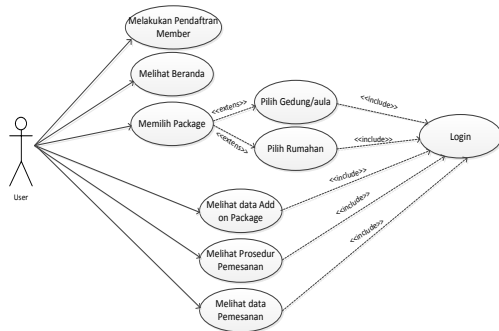 Melakukan Pendaftran
Member
Melihat Beranda
Memilih Package
<<extens>>
<<extens>>
Pilih Gedung/aula
Pilih Rumahan
<<include>>
<<include>>
Login
User
Melihat data Add
on Package
<<include>>
Melihat Prosedur
Pemesanan
<<include>>
Melihat data
Pemesanan
<<include>>